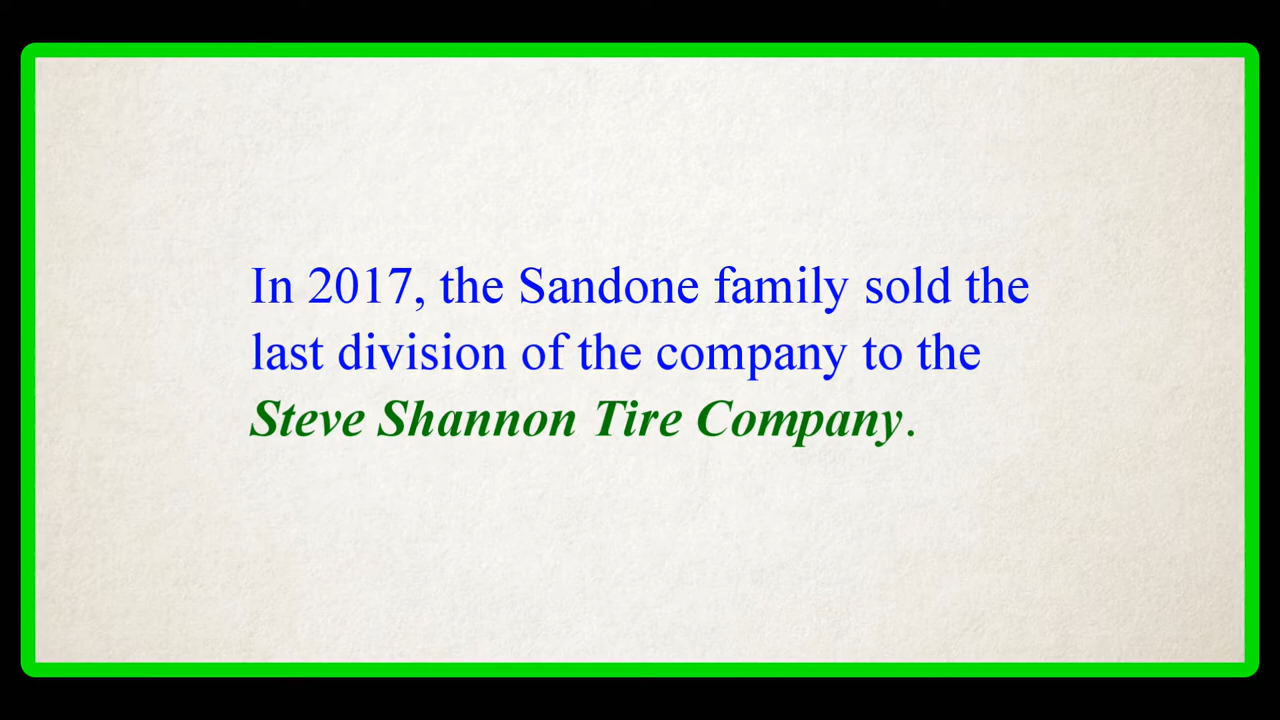 In 2017, the Sandone family sold the
last division of the company to the
Steve Shannon Tire Company.